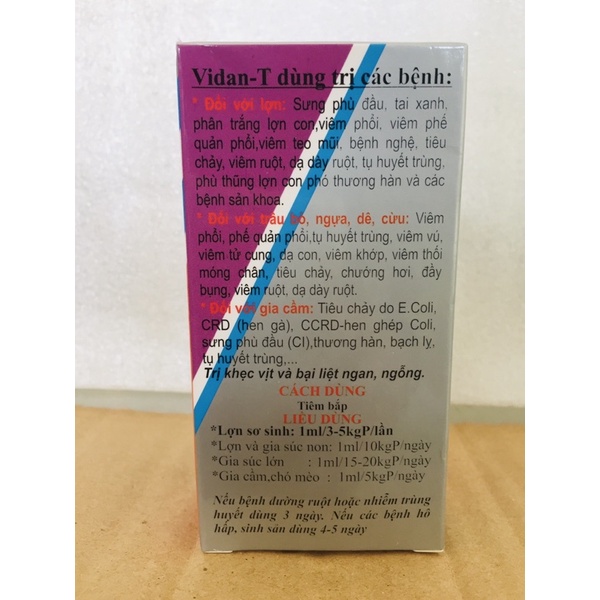 Vidan-T dùng trị các bệnh:
* Đối với lợn: Sưng phù đầu, tai xanh,
phân trắng lợn con,viêm phổi, viêm phế
quản phổi,viêm teo mũi, bệnh nghệ, tiêu
chảy, viêm ruột, dạ dày ruột, tụ huyết trùng,
phù thũng lợn con phó thương hàn và các
bệnh sản khoa.
* Đối với trâu bò, ngựa, dê, cừu: Viêm
phổi, phế quản phổi,tụ huyết trùng, viêm vú,
viêm tử cung, dạ con, viêm khớp, viêm thối
móng chân, tiêu chảy, chướng hơi, đầy
bụng, viêm ruột, dạ dày ruột.
* Đối với gia cầm: Tiêu chảy do E.Coli,
CRD (hen gà), CCRD-hen ghép Coli,
sưng phù đầu (CI),thương hàn, bạch lỵ,
tụ huyết trùng,...
Trị khẹc vịt và bại liệt ngan, ngỗng.
CÁCH DÙNG
Tiêm bắp
LIỀU DÙNG
*Lợn sơ sinh: 1ml/3-5kgP/lần
*Lợn và gia súc non: 1ml/10kgP/ngày
*Gia súc lớn : 1ml/15-20kgP/ngày
*Gia cầm,chó mèo : 1ml/5kgP/ngày
Nếu bệnh đường ruột hoặc nhiễm trùng
huyết dùng 3 ngày. Nếu các bệnh hô
hấp, sinh sản dùng 4-5 ngày